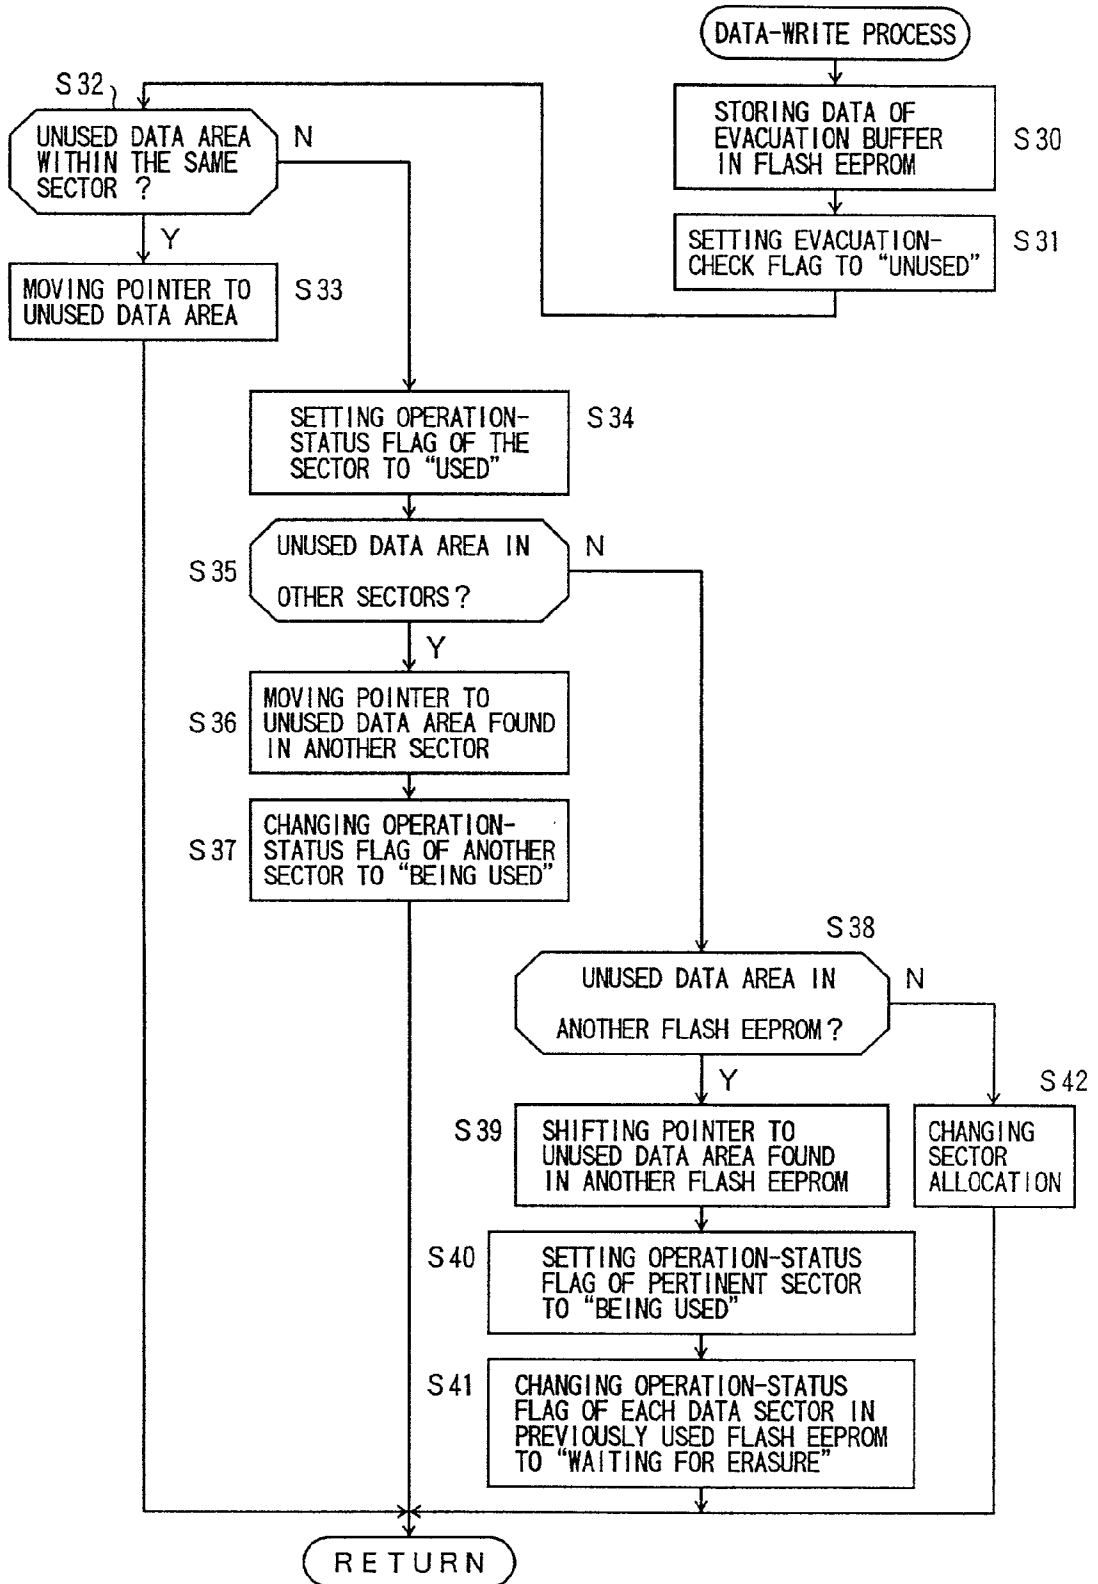 DATA-WRITE PROCESS
STORING DATA OF
EVACUATION BUFFER
IN FLASH EEPROM
S30
SETTING EVACUATION-
CHECK FLAG TO “UNUSED”
S31
S32
UNUSED DATA AREA
WITHIN THE SAME
SECTOR ?
N
Y
MOVING POINTER TO
UNUSED DATA AREA
S33
SETTING OPERATION-
STATUS FLAG OF THE
SECTOR TO “USED”
S34
S35
UNUSED DATA AREA IN
OTHER SECTORS?
N
Y
S36
MOVING POINTER TO
UNUSED DATA AREA FOUND
IN ANOTHER SECTOR
S37
CHANGING OPERATION-
STATUS FLAG OF ANOTHER
SECTOR TO “BEING USED”
S38
UNUSED DATA AREA IN
ANOTHER FLASH EEPROM?
N
Y
S39
SHIFTING POINTER TO
UNUSED DATA AREA FOUND
IN ANOTHER FLASH EEPROM
S42
CHANGING
SECTOR
ALLOCATION
S40
SETTING OPERATION-STATUS
FLAG OF PERTINENT SECTOR
TO “BEING USED”
S41
CHANGING OPERATION-STATUS
FLAG OF EACH DATA SECTOR IN
PREVIOUSLY USED FLASH EEPROM
TO “WAITING FOR ERASURE”
RETURN